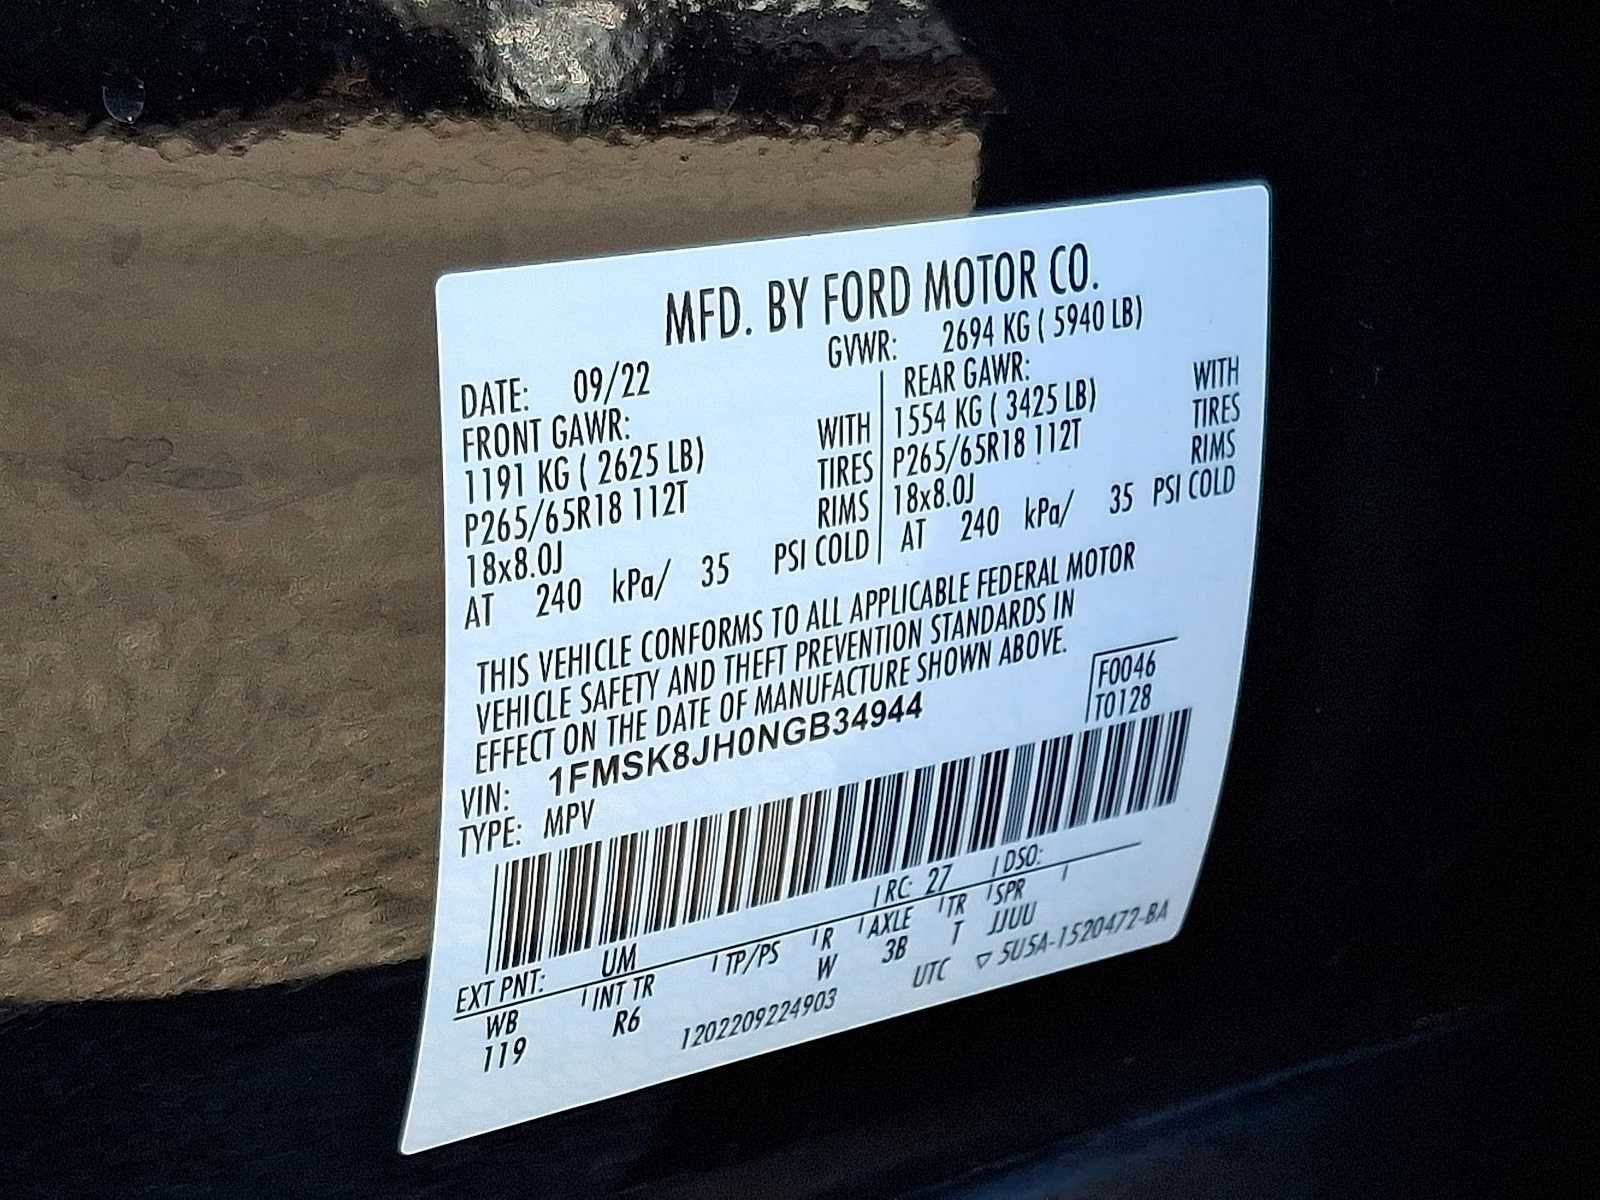 MFD. BY FORD MOTOR CO.
DATE: 09/22 GVWR: 2694 KG ( 5940 LB)
FRONT GAWR: REAR GAWR:
1191 KG ( 2625 LB) WITH 1554 KG ( 3425 LB) WITH
P265/65R18 112T TIRES P265/65R18 112T TIRES
18x8.0J RIMS 18x8.0J RIMS
AT 240 kPa/ 35 PSI COLD AT 240 kPa/ 35 PSI COLD
THIS VEHICLE CONFORMS TO ALL APPLICABLE FEDERAL MOTOR
VEHICLE SAFETY AND THEFT PREVENTION STANDARDS IN
EFFECT ON THE DATE OF MANUFACTURE SHOWN ABOVE.
VIN: 1FMSK8JH0NGB34944 F0046
TYPE: MPV T0128
EXT PNT: UM RC: 27 DSO:
WB INT TR TP/PS R AXLE TR SPR
119 R6 W 3B T JJUU
1202209224903 UTC ▽ 5U5A-1520472-BA